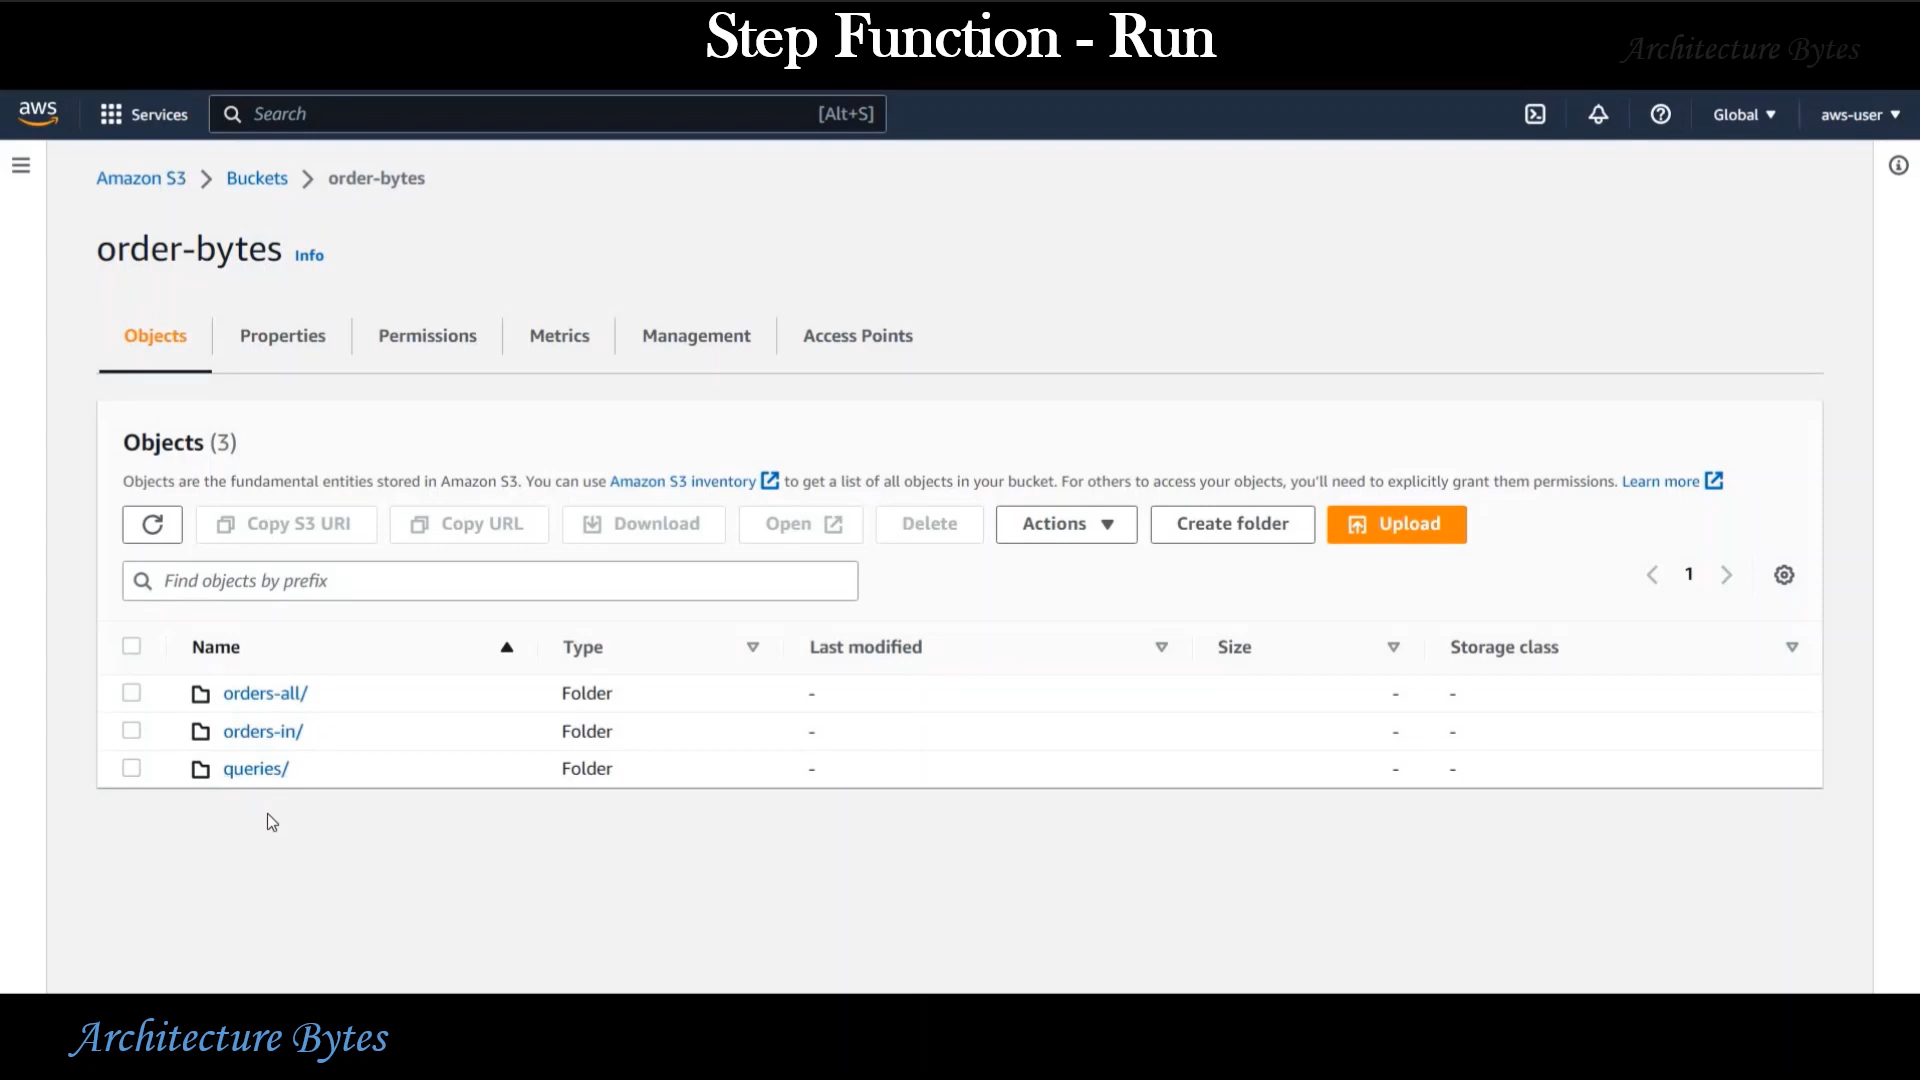 Step Function - Run
Architecture Bytes
aws Services Search [Alt+S] Global aws-user
Amazon S3 Buckets order-bytes
order-bytes Info
Objects Properties Permissions Metrics Management Access Points
Objects (3)
Objects are the fundamental entities stored in Amazon S3. You can use Amazon S3 inventory to get a list of all objects in your bucket. For others to access your objects, you'll need to explicitly grant them permissions. Learn more
Copy S3 URI Copy URL Download Open Delete Actions Create folder Upload
Find objects by prefix 1
Name Type Last modified Size Storage class
orders-all/ Folder - - -
orders-in/ Folder - - -
queries/ Folder - - -
Architecture Bytes